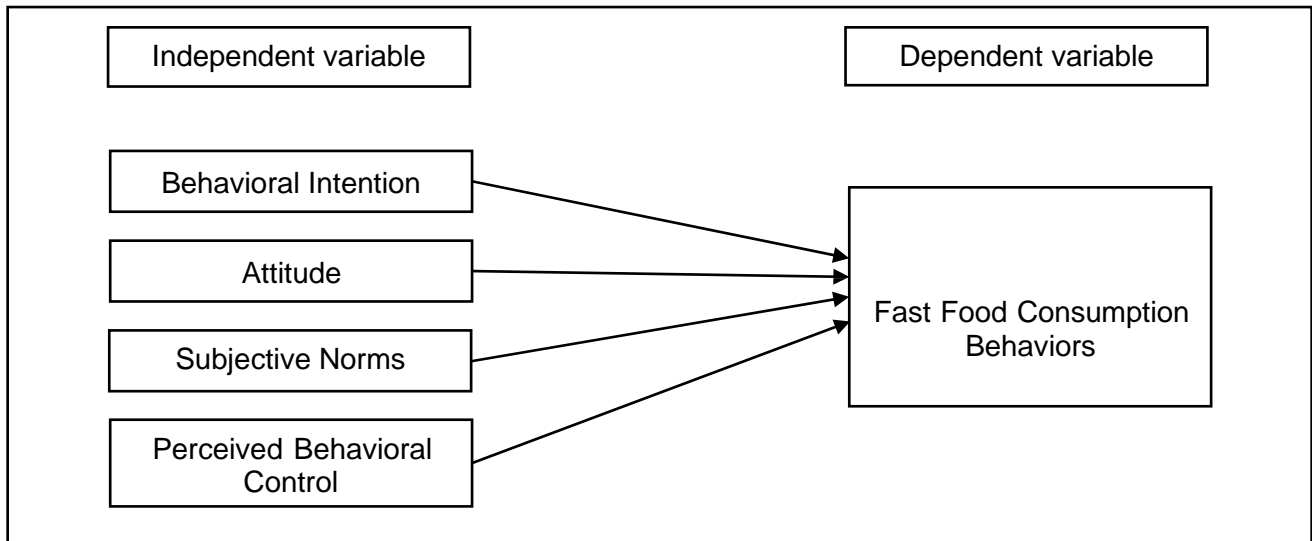 Independent variable
Dependent variable
Behavioral Intention
Attitude
Subjective Norms
Perceived Behavioral
Control
Fast Food Consumption
Behaviors